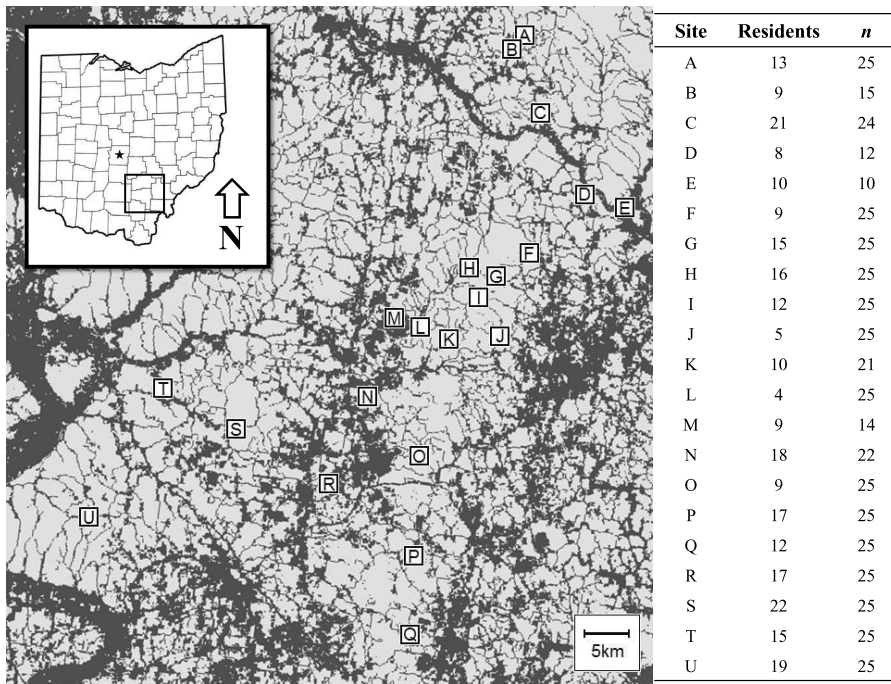 A
B
C
D
E
F
H
G
I
M
L
K
J
T
N
S
O
R
U
P
Q
N
5km
Site Residents n
A 13 25
B 9 15
C 21 24
D 8 12
E 10 10
F 9 25
G 15 25
H 16 25
I 12 25
J 5 25
K 10 21
L 4 25
M 9 14
N 18 22
O 9 25
P 17 25
Q 12 25
R 17 25
S 22 25
T 15 25
U 19 25